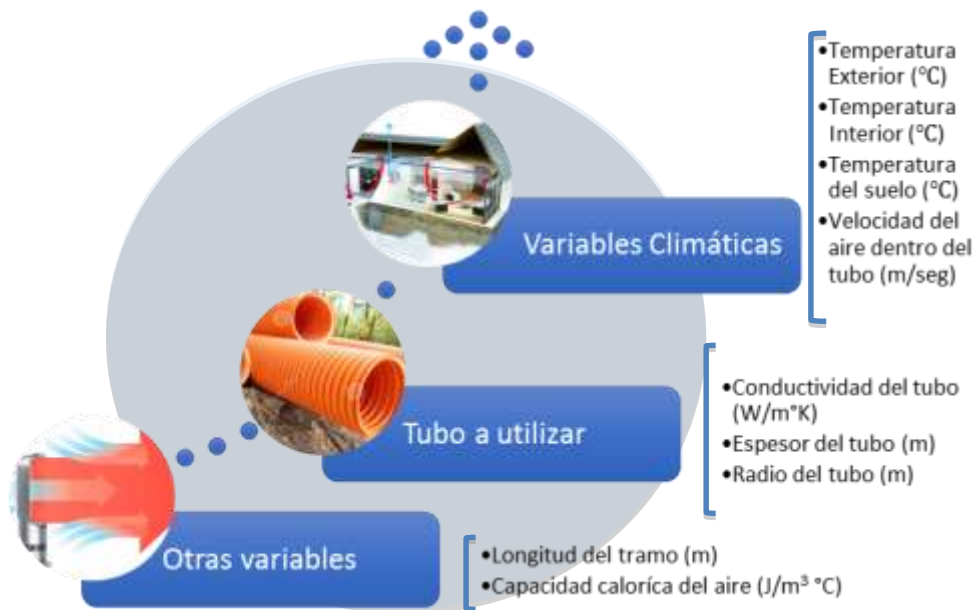 Variables Climáticas
•Temperatura
Exterior (°C)
•Temperatura
Interior (°C)
•Temperatura
del suelo (°C)
•Velocidad del
aire dentro del
tubo (m/seg)
Tubo a utilizar
•Conductividad del tubo
(W/m°K)
•Espesor del tubo (m)
•Radio del tubo (m)
Otras variables
•Longitud del tramo (m)
•Capacidad caloríca del aire (J/m³ °C)